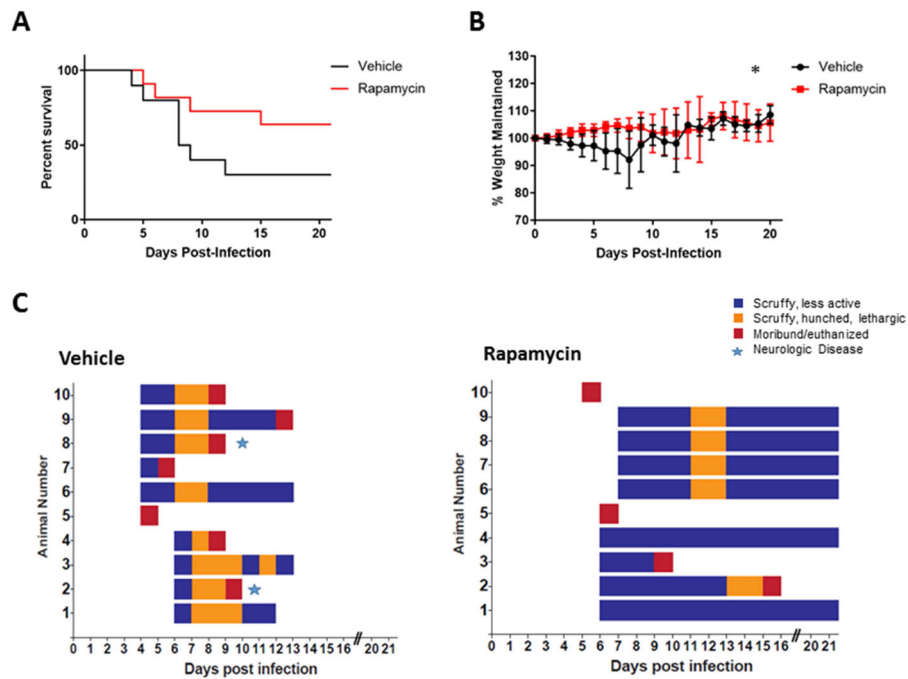 A
Vehicle
Rapamycin
Percent survival
100
50
0
0 5 10 15 20
Days Post-Infection
B
Vehicle
Rapamycin
*
% Weight Maintained
130
120
110
100
90
80
70
0 5 10 15 20
Days Post-Infection
C
Scruffy, less active
Scruffy, hunched, lethargic
Moribund/euthanized
Neurologic Disease
Vehicle
Animal Number
10
9
8
7
6
5
4
3
2
1
0 1 2 3 4 5 6 7 8 9 10 11 12 13 14 15 16 // 20 21
Days post infection
Rapamycin
Animal Number
10
9
8
7
6
5
4
3
2
1
0 1 2 3 4 5 6 7 8 9 10 11 12 13 14 15 16 // 20 21
Days post infection